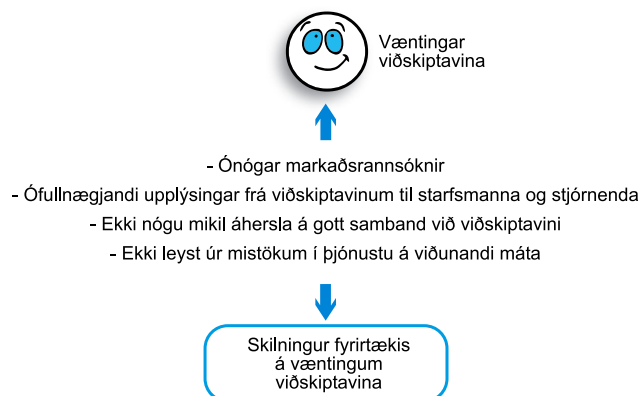 Væntingar
viðskiptavina
- Ónógar markaðsrannsóknir
- Ófullnægjandi upplýsingar frá viðskiptavinum til starfsmanna og stjórnenda
- Ekki nógu mikil áhersla á gott samband við viðskiptavini
- Ekki leyst úr mistökum í þjónustu á viðunandi máta
Skilningur fyrirtækis
á væntingum
viðskiptavina